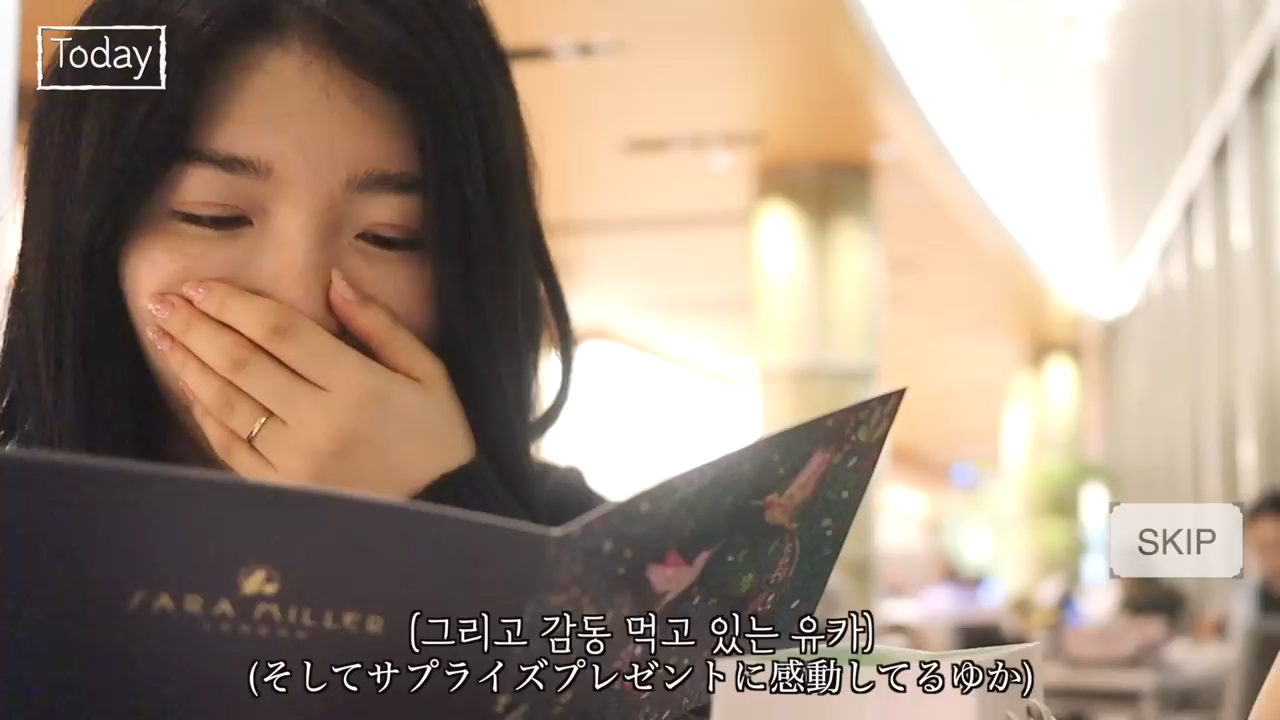 Today
SKIP
SARA MILLER
LONDON
(그리고 감동 먹고 있는 유카)
(そしてサプライズプレゼントに感動してるゆか)